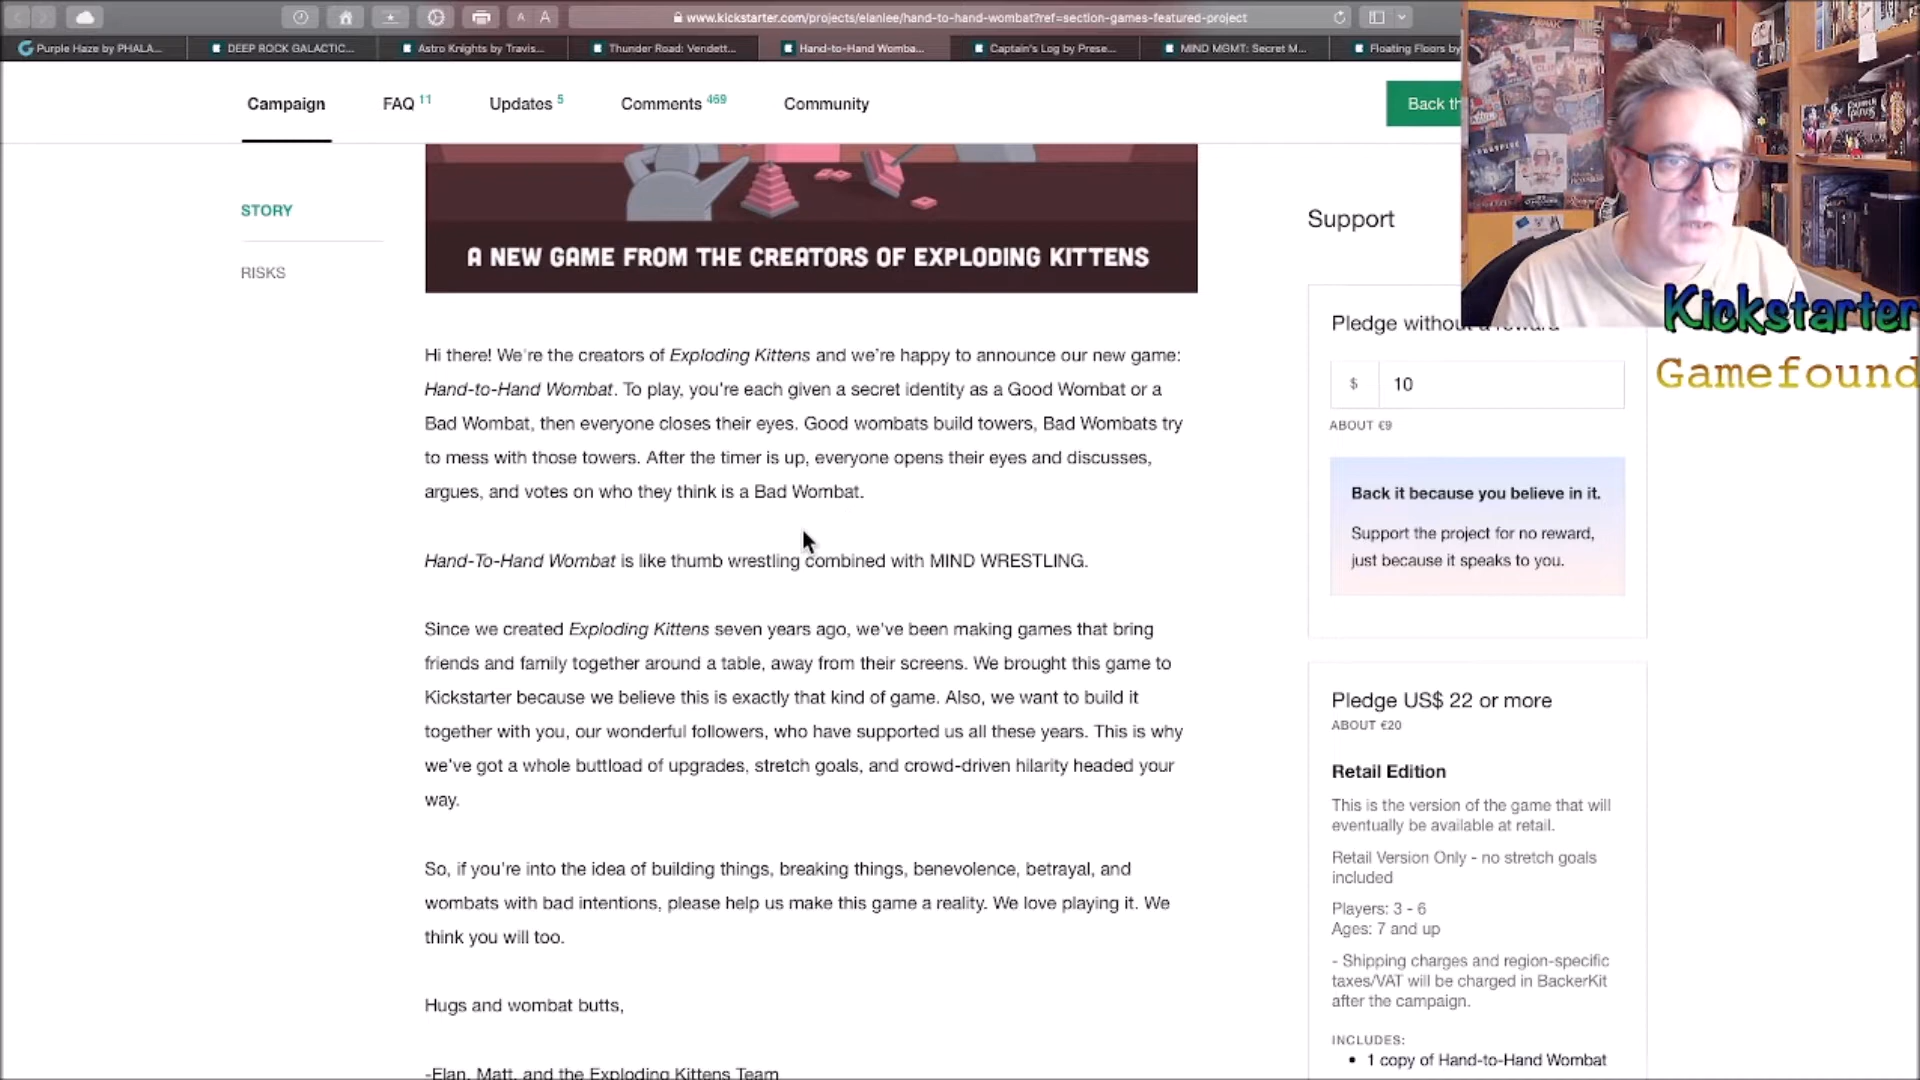 www.kickstarter.com/projects/elanlee/hand-to-hand-wombat?ref=section-games-featured-project
A A
Purple Haze by PHALA...
DEEP ROCK GALACTIC...
Astro Knights by Travis...
Thunder Road: Vendett...
Hand-to-Hand Womba...
Captain's Log by Prese...
MIND MGMT: Secret M...
Floating Floors by
Campaign
FAQ 11
Updates 5
Comments 469
Community
Back th
STORY
RISKS
A NEW GAME FROM THE CREATORS OF EXPLODING KITTENS
Hi there! We're the creators of Exploding Kittens and we're happy to announce our new game:
Hand-to-Hand Wombat. To play, you're each given a secret identity as a Good Wombat or a
Bad Wombat, then everyone closes their eyes. Good wombats build towers, Bad Wombats try
to mess with those towers. After the timer is up, everyone opens their eyes and discusses,
argues, and votes on who they think is a Bad Wombat.
Hand-To-Hand Wombat is like thumb wrestling combined with MIND WRESTLING.
Since we created Exploding Kittens seven years ago, we've been making games that bring
friends and family together around a table, away from their screens. We brought this game to
Kickstarter because we believe this is exactly that kind of game. Also, we want to build it
together with you, our wonderful followers, who have supported us all these years. This is why
we've got a whole buttload of upgrades, stretch goals, and crowd-driven hilarity headed your
way.
So, if you're into the idea of building things, breaking things, benevolence, betrayal, and
wombats with bad intentions, please help us make this game a reality. We love playing it. We
think you will too.
Hugs and wombat butts,
-Elan, Matt, and the Exploding Kittens Team
Support
Pledge without a reward
$ 10
ABOUT €9
Back it because you believe in it.
Support the project for no reward,
just because it speaks to you.
Pledge US$ 22 or more
ABOUT €20
Retail Edition
This is the version of the game that will
eventually be available at retail.
Retail Version Only - no stretch goals
included
Players: 3 - 6
Ages: 7 and up
- Shipping charges and region-specific
taxes/VAT will be charged in BackerKit
after the campaign.
INCLUDES:
• 1 copy of Hand-to-Hand Wombat
Kickstarter
Gamefound